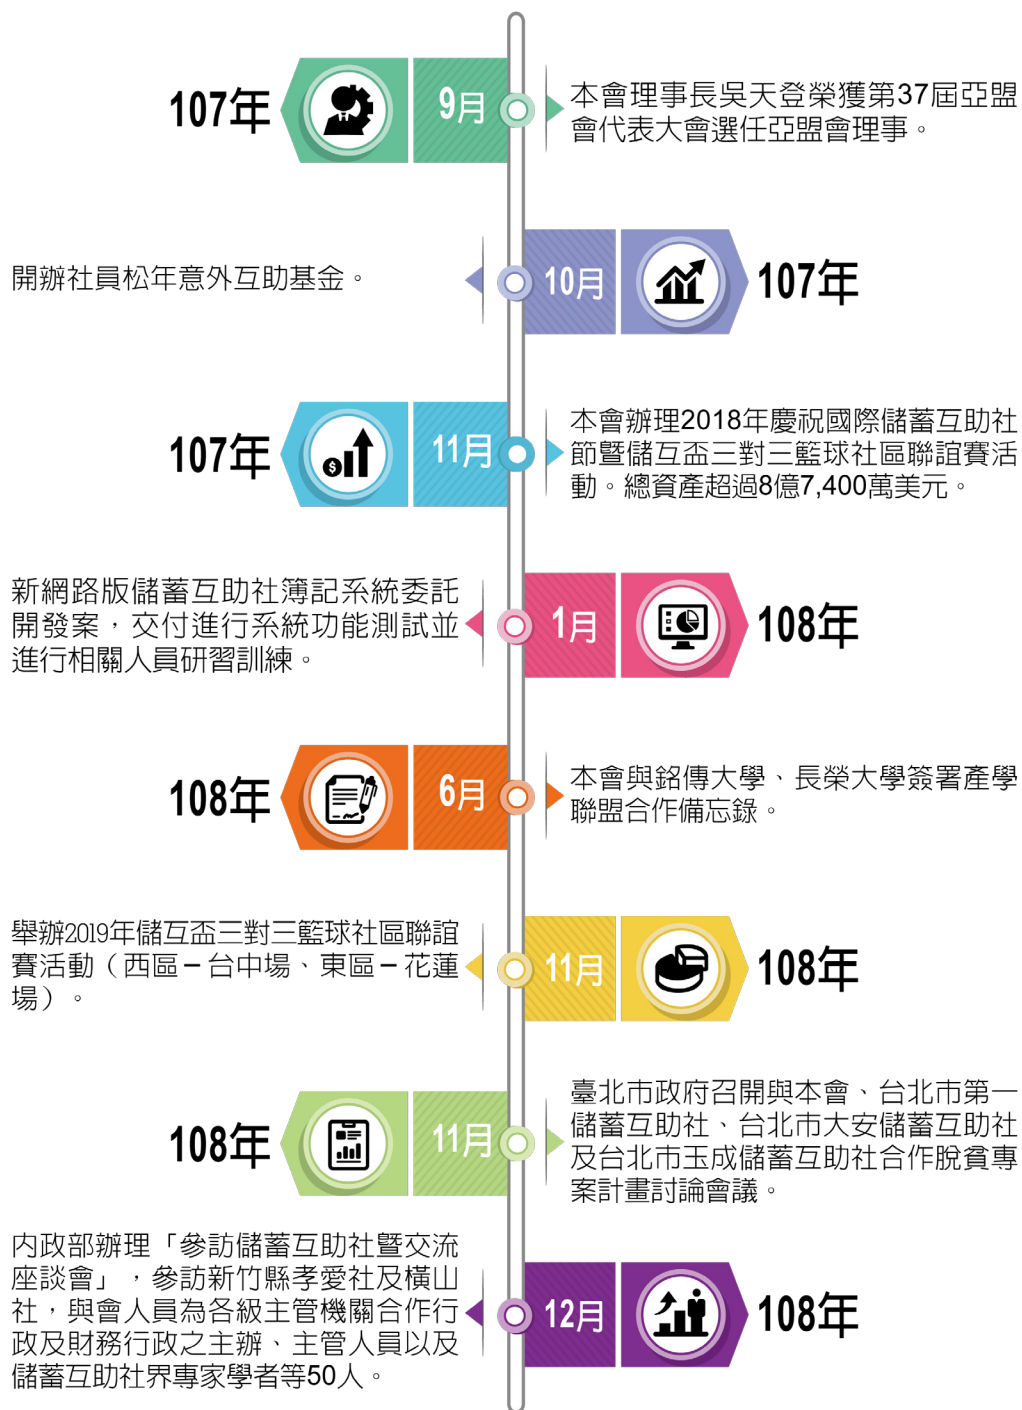 107年
9月
本會理事長吳天登榮獲第37屆亞盟
會代表大會選任亞盟會理事。
開辦社員松年意外互助基金。
10月
107年
107年
11月
本會辦理2018年慶祝國際儲蓄互助社
節暨儲互盃三對三籃球社區聯誼賽活
動。總資產超過8億7,400萬美元。
新網路版儲蓄互助社簿記系統委託
開發案，交付進行系統功能測試並
進行相關人員研習訓練。
1月
108年
108年
6月
本會與銘傳大學、長榮大學簽署產學
聯盟合作備忘錄。
舉辦2019年儲互盃三對三籃球社區聯誼
賽活動（西區－台中場、東區－花蓮
場）。
11月
108年
108年
11月
臺北市政府召開與本會、台北市第一
儲蓄互助社、台北市大安儲蓄互助社
及台北市玉成儲蓄互助社合作脫貧專
案計畫討論會議。
內政部辦理「參訪儲蓄互助社暨交流
座談會」，參訪新竹縣孝愛社及橫山
社，與會人員為各級主管機關合作行
政及財務行政之主辦、主管人員以及
儲蓄互助社界專家學者等50人。
12月
108年